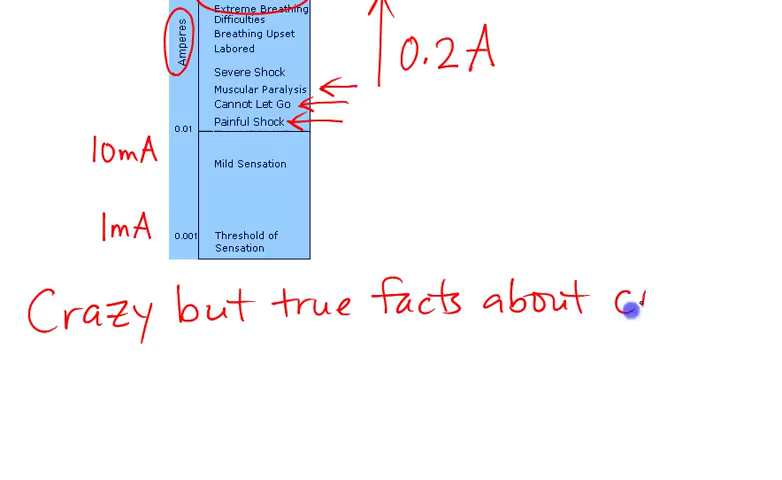 Extreme Breathing
Difficulties
Breathing Upset
Labored
Amperes
0.2A
Severe Shock
Muscular Paralysis
Cannot Let Go
Painful Shock
0.01
10mA
Mild Sensation
1mA
0.001
Threshold of
Sensation
Crazy but true facts about